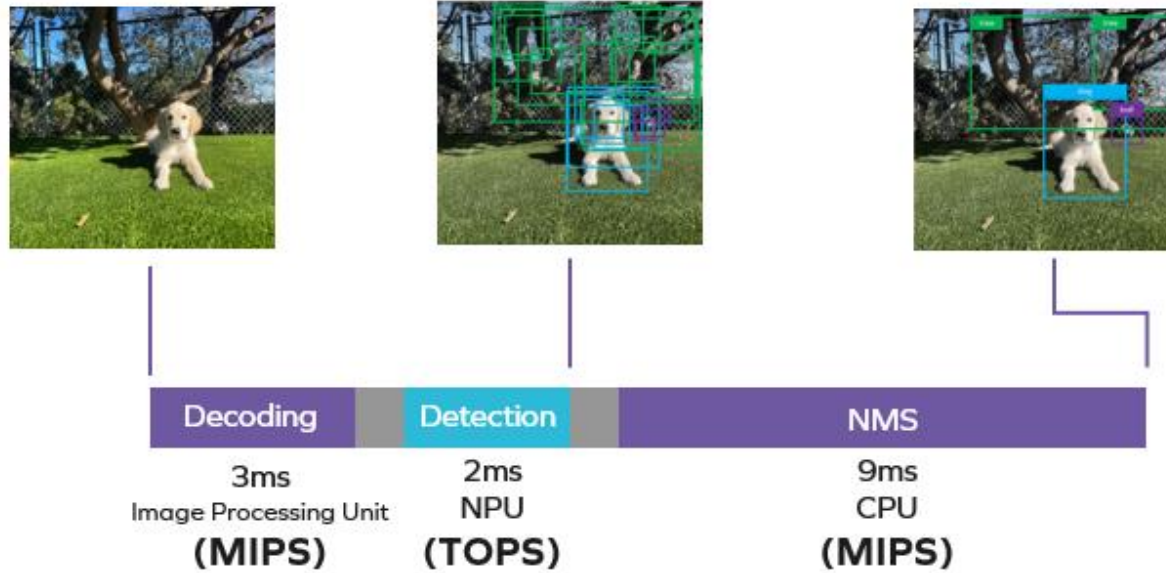 Decoding
Detection
NMS
3ms
2ms
9ms
Image Processing Unit
NPU
CPU
(MIPS)
(TOPS)
(MIPS)